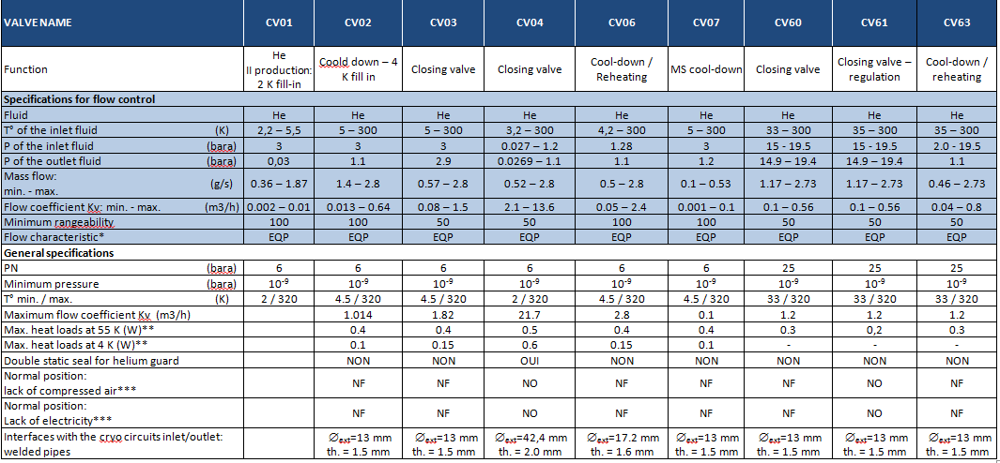 VALVE NAME CV01 CV02 CV03 CV04 CV06 CV07 CV60 CV61 CV63
Function He II production: 2 K fill-in Coold down – 4 K fill in Closing valve Closing valve Cool-down / Reheating MS cool-down Closing valve Closing valve – regulation Cool-down / reheating
Specifications for flow control
Fluid He He He He He He He He He
T° of the inlet fluid (K) 2,2 – 5,5 5 – 300 5 – 300 3,2 – 300 4,2 – 300 5 – 300 33 – 300 35 – 300 35 – 300
P of the inlet fluid (bara) 3 3 3 0.027 – 1.2 1.28 3 15 - 19.5 15 - 19.5 2.0 - 19.5
P of the outlet fluid (bara) 0,03 1.1 2.9 0.0269 – 1.1 1.1 1.2 14.9 – 19.4 14.9 – 19.4 1.1
Mass flow:
min. - max. (g/s) 0.36 – 1.87 1.4 – 2.8 0.57 – 2.8 0.52 – 2.8 0.5 – 2.8 0.1 – 0.53 1.17 – 2.73 1.17 – 2.73 0.46 – 2.73
Flow coefficient Kv: min. - max. (m3/h) 0.002 – 0.01 0.013 – 0.64 0.08 – 1.5 2.1 – 13.6 0.05 – 2.4 0.001 – 0.1 0.1 – 0.56 0.1 – 0.56 0.04 – 0.8
Minimum rangeability 100 100 50 50 100 100 50 50 50
Flow characteristic* EQP EQP EQP EQP EQP EQP EQP EQP EQP
General specifications
PN (bara) 6 6 6 6 6 6 25 25 25
Minimum pressure (bara) 10⁻⁹ 10⁻⁹ 10⁻⁹ 10⁻⁹ 10⁻⁹ 10⁻⁹ 10⁻⁹ 10⁻⁹ 10⁻⁹
T° min. / max. (K) 2 / 320 4.5 / 320 4.5 / 320 2 / 320 4.5 / 320 4.5 / 320 33 / 320 33 / 320 33 / 320
Maximum flow coefficient Kv (m3/h) 1.014 1.82 21.7 2.8 0.1 1.2 1.2 1.2
Max. heat loads at 55 K (W)** 0.4 0.4 0.5 0.4 0.4 0.3 0,2 0.3
Max. heat loads at 4 K (W)** 0.1 0.15 0.6 0.15 0.1 - - -
Double static seal for helium guard NON NON OUI NON NON NON NON NON
Normal position:
lack of compressed air*** NF NF NO NF NF NF NO NF
Normal position:
Lack of electricity*** NF NF NO NF NF NF NO NF
Interfaces with the cryo circuits inlet/outlet: Øext=13 mm Øext=13 mm Øext=42,4 mm Øext=17.2 mm Øext=13 mm Øext=13 mm Øext=13 mm Øext=13 mm
welded pipes th. = 1.5 mm th. = 1.5 mm th. = 2.0 mm th. = 1.6 mm th. = 1.5 mm th. = 1.5 mm th. = 1.5 mm th. = 1.5 mm